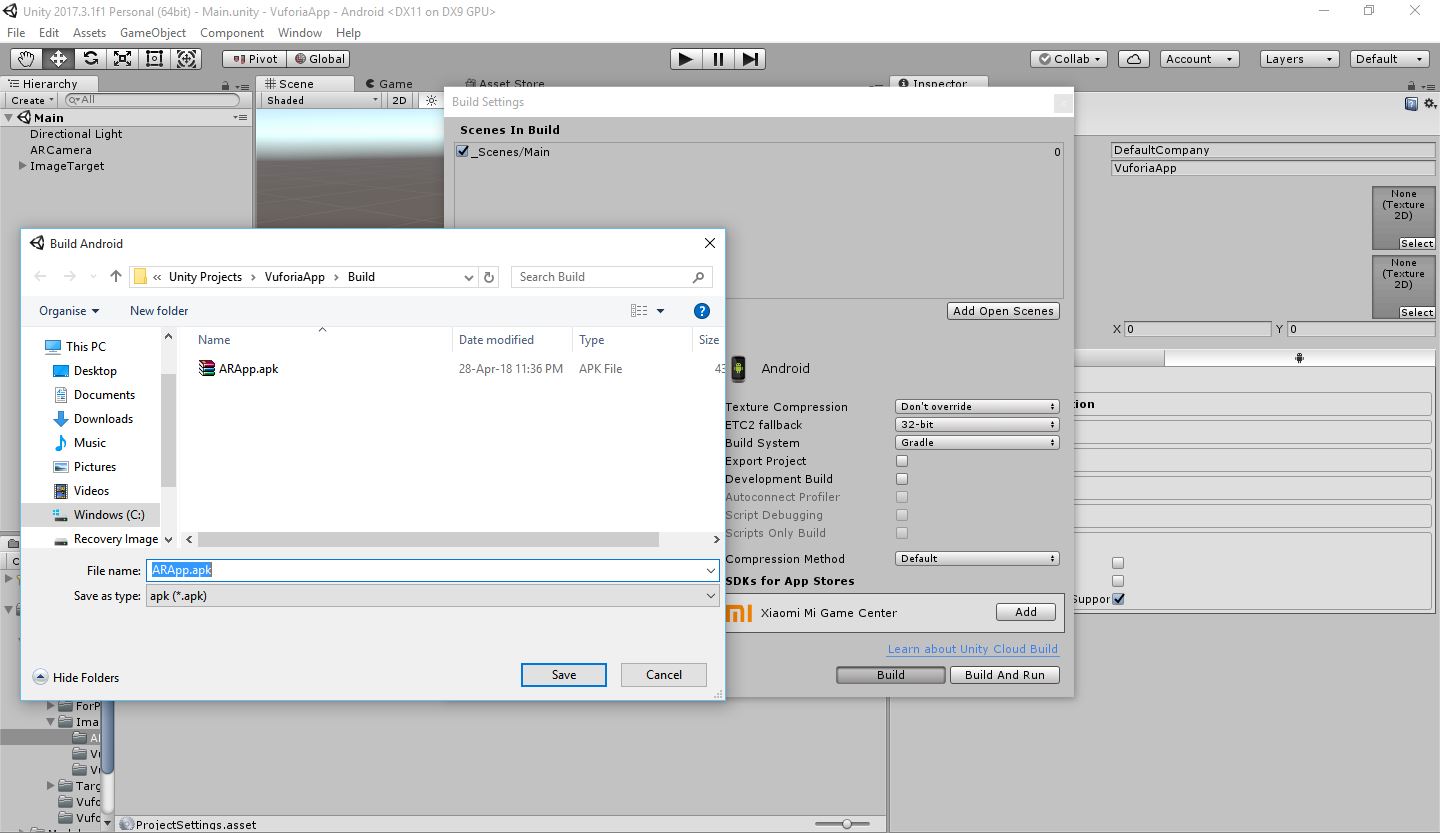 Unity 2017.3.1f1 Personal (64bit) - Main.unity - VuforiaApp - Android <DX11 on DX9 GPU>
File Edit Assets GameObject Component Window Help
Pivot Global Collab Account Layers Default
Hierarchy Scene Game Asset Store Inspector
Create All Shaded 2D
Main
Directional Light
ARCamera
ImageTarget
Build Settings
Scenes In Build
_Scenes/Main 0
Add Open Scenes
Android
Texture Compression Don't override
ETC2 fallback 32-bit
Build System Gradle
Export Project
Development Build
Autoconnect Profiler
Script Debugging
Scripts Only Build
Compression Method Default
SDKs for App Stores
Xiaomi Mi Game Center Add
Learn about Unity Cloud Build
Build Build And Run
DefaultCompany
VuforiaApp
None
(Texture
2D)
Select
None
(Texture
2D)
Select
X 0 Y 0
tion
Suppor
Build Android
« Unity Projects > VuforiaApp > Build Search Build
Organise New folder
Name Date modified Type Size
ARApp.apk 28-Apr-18 11:36 PM APK File 43
This PC
Desktop
Documents
Downloads
Music
Pictures
Videos
Windows (C:)
Recovery Image
File name: ARApp.apk
Save as type: apk (*.apk)
Hide Folders Save Cancel
ForP
Ima
Al
Vu
Vu
Targ
Vufo
Vufo
ProjectSettings.asset